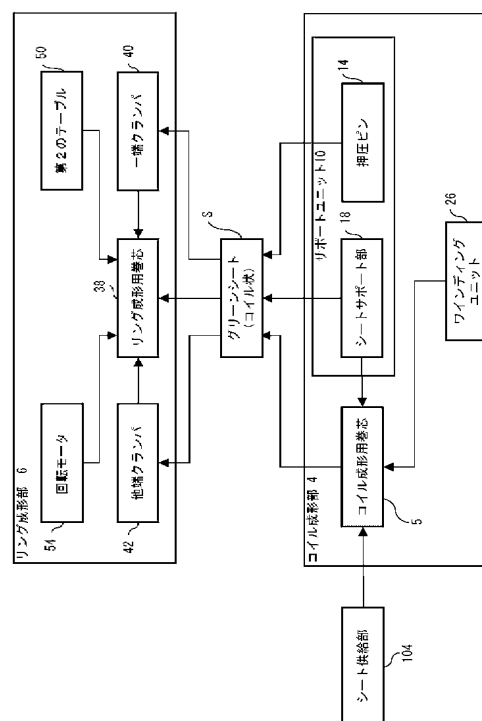 リング成形部 6
回転モータ
54
第2のテーブル
50
他端クランパ
42
リング成形用巻芯
38
一端クランパ
40
グリーンシート
(コイル状)
S
コイル成形部 4
コイル成形用巻芯
5
サポートユニット10
シートサポート部
18
押圧ピン
14
ワインディング
ユニット
26
シート供給部
104